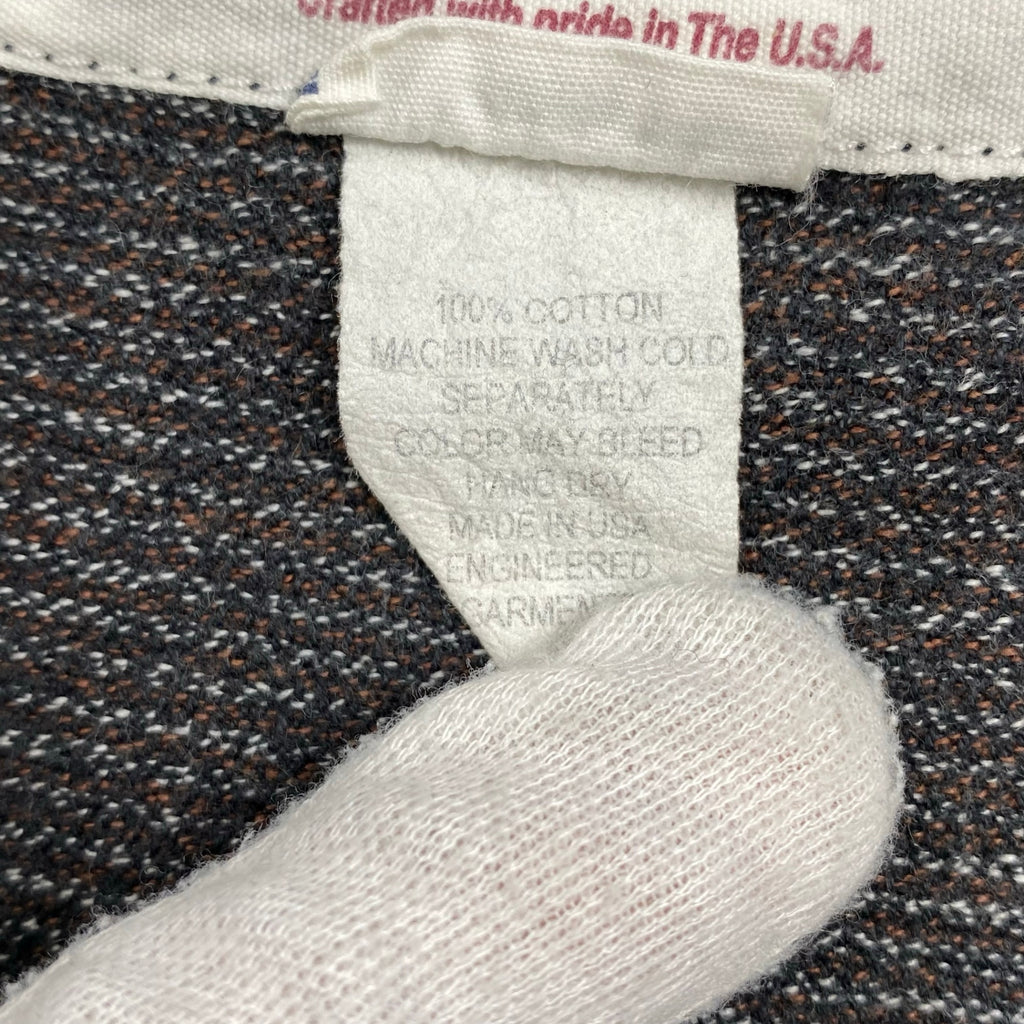 Crafted with pride in The U.S.A.
100% COTTON
MACHINE WASH COLD
SEPARATELY
COLOR MAY BLEED
HANG DRY
MADE IN USA
ENGINEERED
GARMEN